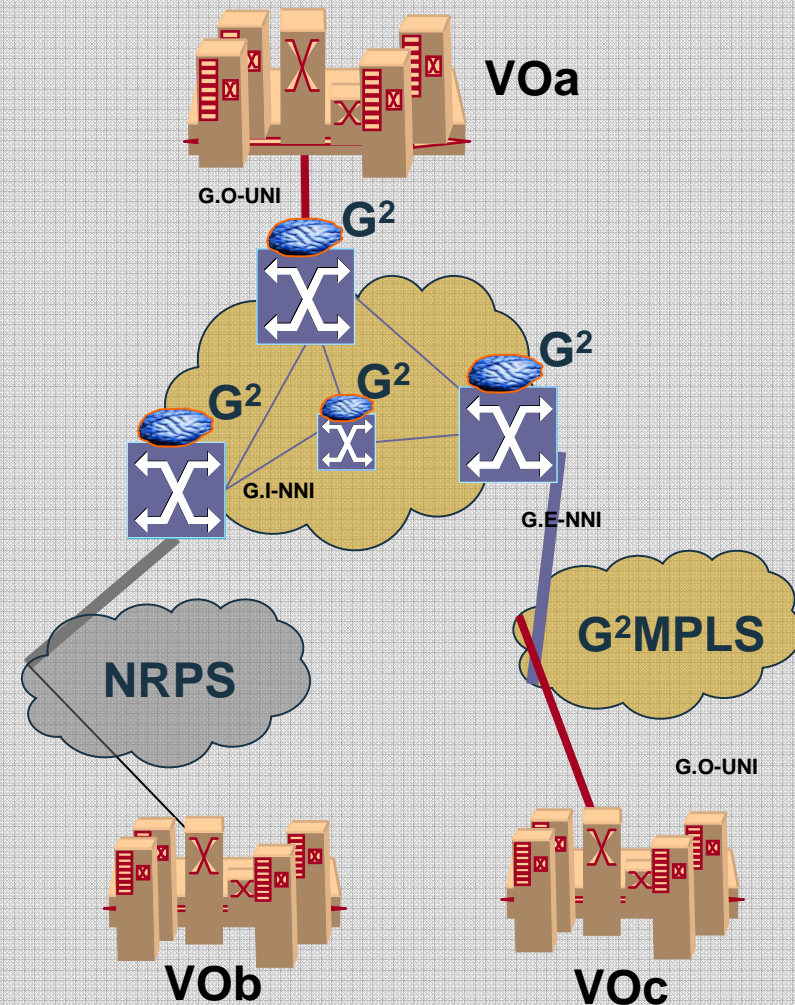 VOa
G.O-UNI
G²
G²
G²
G²
G.I-NNI
G.E-NNI
G²MPLS
NRPS
G.O-UNI
VOb
VOc